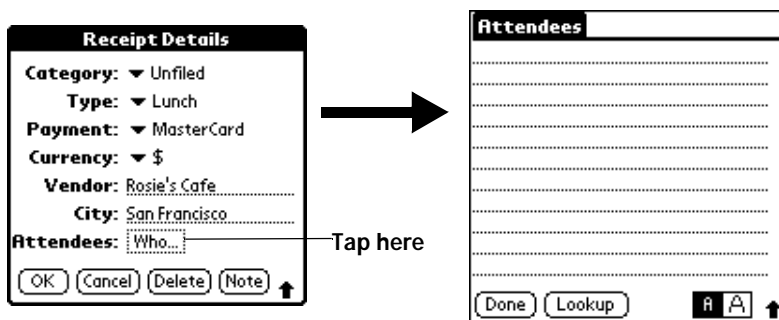 Receipt Details
Category: Unfiled
Type: Lunch
Payment: MasterCard
Currency: $
Vendor: Rosie's Cafe
City: San Francisco
Attendees: Who...
OK Cancel Delete Note
Tap here
Attendees
Done Lookup A A